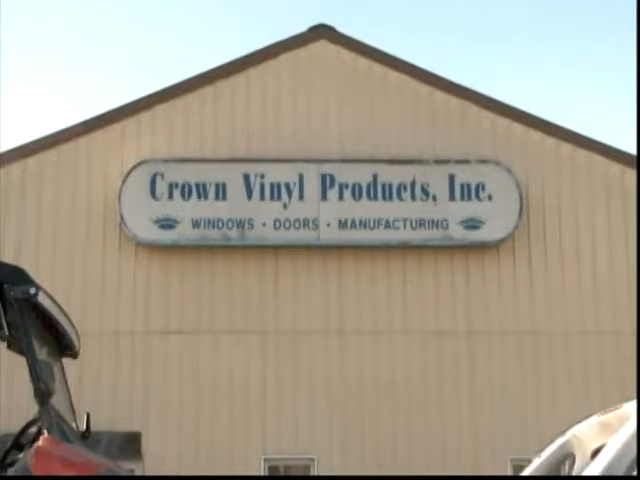 Crown Vinyl Products, Inc.
WINDOWS • DOORS • MANUFACTURING